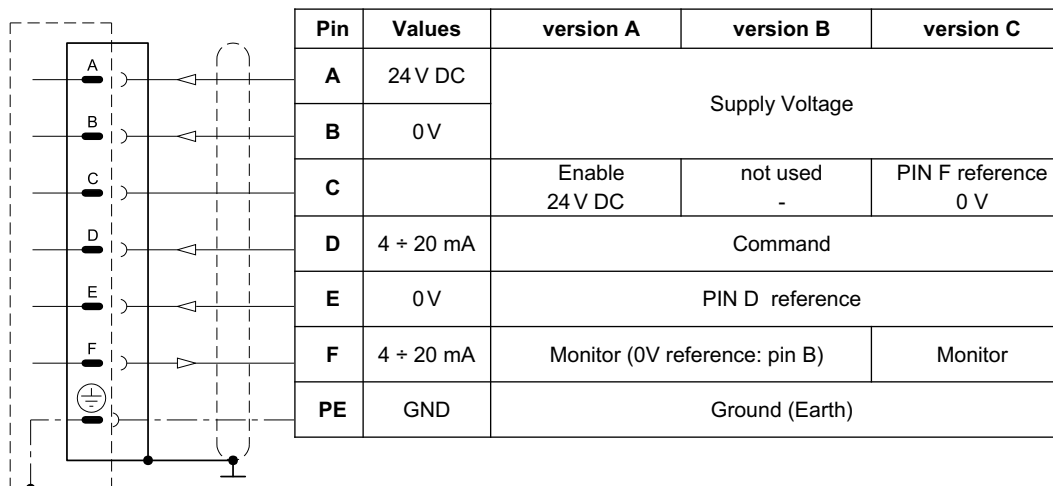 Pin Values version A version B version C
A 24 V DC
Supply Voltage
B 0 V
C Enable not used PIN F reference
24 V DC - 0 V
D 4 ÷ 20 mA Command
E 0 V PIN D reference
F 4 ÷ 20 mA Monitor (0V reference: pin B) Monitor
PE GND Ground (Earth)
A
B
C
D
E
F